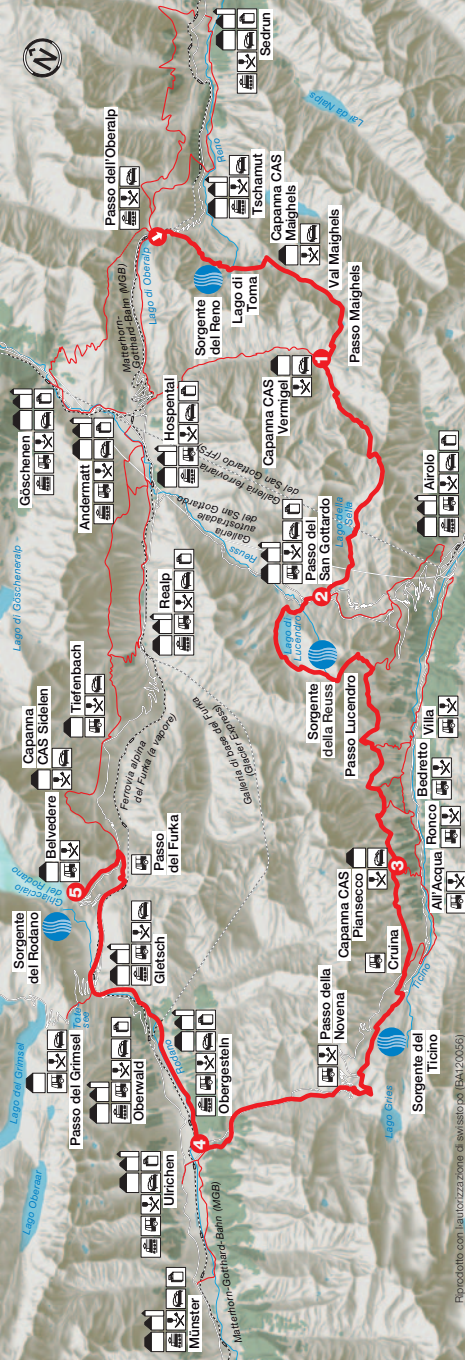 N
Sedrun
Lai da Nalps
Passo dell'Oberalp
Reno
Tschamut
Capanna CAS
Maighels
Val Maighels
Passo Maighels
Lago di Oberalp
1
Sorgente
del Reno
Lago di
Toma
Matterhorn-
Gotthard-Bahn (MGB)
1
Capanna CAS
Vermigel
Göschenen
Andermatt
Hospental
Galleria ferroviaria
del San Gottardo (FFS)
Galleria
autostradale
del San Gottardo
Reuss
Passo del
San Gottardo
Lago della
Sella
2
Airolo
Lago di Göscheneralp
Realp
Lago di
Lucendro
Sorgente
della Reuss
Passo Lucendro
Tiefenbach
Capanna
CAS Sidelen
Ferrovia alpina
del Furka (a vapore)
Galleria di base del Furka
(Glacier Express)
Villa
Bedretto
Ronco
All'Acqua
Belvedere
5
Ghiacciaio
del Rodano
Passo
del Furka
3
Capanna CAS
Piansecco
Cruina
Ticino
Sorgente
del Rodano
Gletsch
Passo della
Novena
Sorgente del
Ticino
Lago del Grimsel
Tote-
see
Passo del Grimsel
Oberwald
Rodano
Obergesteln
Lago Gries
Lago Oberaar
Ulrichen
4
Münster
Matterhorn-Gotthard-Bahn (MGB)
Riprodotto con l'autorizzazione di swisstopo (BA120056)